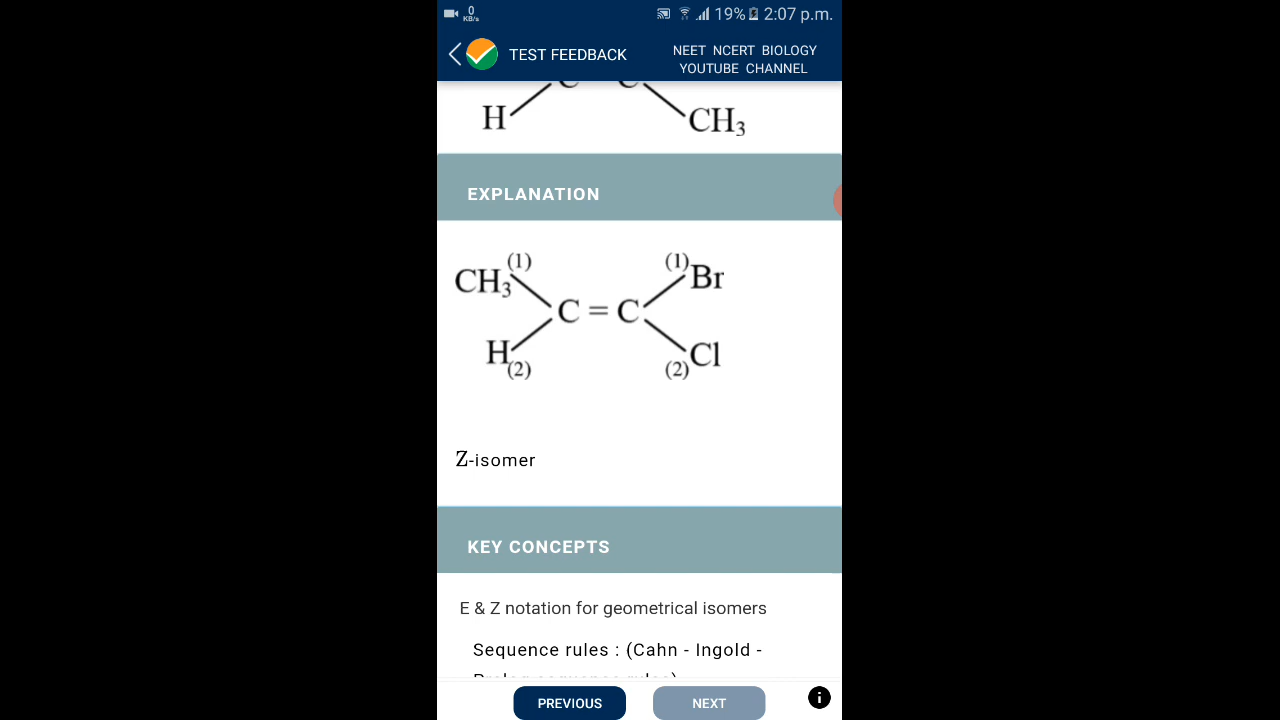 0
KB/s
19% 2:07 p.m.
TEST FEEDBACK
NEET NCERT BIOLOGY
YOUTUBE CHANNEL
H
CH₃
EXPLANATION
(1) (1)
CH₃ Br
C = C
H Cl
(2) (2)
Z-isomer
KEY CONCEPTS
E & Z notation for geometrical isomers
Sequence rules : (Cahn - Ingold -
PREVIOUS
NEXT